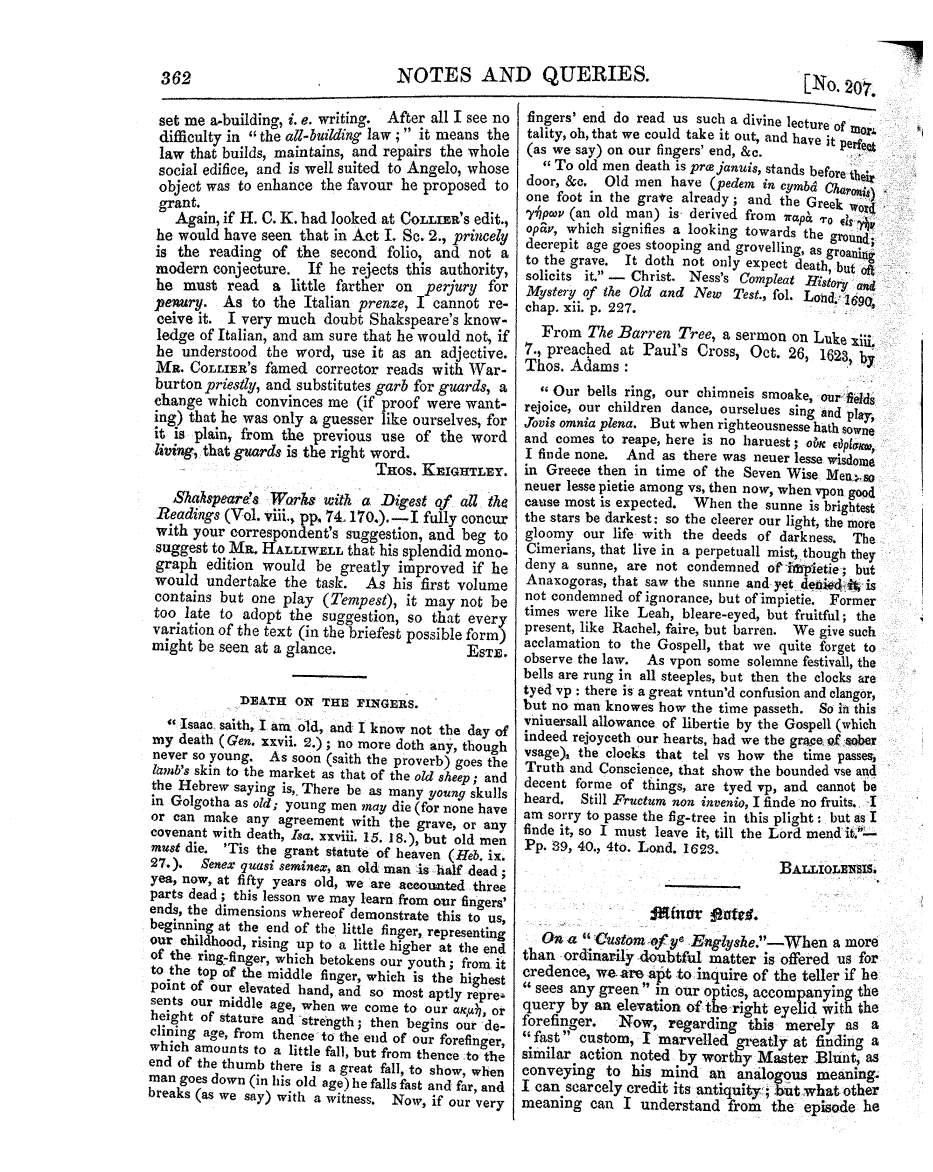 362 NOTES AND QUERIES. [No. 207.
set me a-building, i. e. writing. After all I see no
difficulty in "the all-building law;" it means the
law that builds, maintains, and repairs the whole
social edifice, and is well suited to Angelo, whose
object was to enhance the favour he proposed to
grant.
Again, if H. C. K. had looked at COLLIER'S edit.,
he would have seen that in Act I. Sc. 2., princely
is the reading of the second folio, and not a
modern conjecture. If he rejects this authority,
he must read a little farther on perjury for
penury. As to the Italian prenze, I cannot re-
ceive it. I very much doubt Shakspeare's know-
ledge of Italian, and am sure that he would not, if
he understood the word, use it as an adjective.
MR. COLLIER'S famed corrector reads with War-
burton priestly, and substitutes garb for guards, a
change which convinces me (if proof were want-
ing) that he was only a guesser like ourselves, for
it is plain, from the previous use of the word
living, that guards is the right word.
THOS. KEIGHTLEY.
Shakspeare's Works with a Digest of all the
Readings (Vol. viii., pp. 74. 170.).—I fully concur
with your correspondent's suggestion, and beg to
suggest to MR. HALLIWELL that his splendid mono-
graph edition would be greatly improved if he
would undertake the task. As his first volume
contains but one play (Tempest), it may not be
too late to adopt the suggestion, so that every
variation of the text (in the briefest possible form)
might be seen at a glance. ESTE.
DEATH ON THE FINGERS.
"Isaac saith, I am old, and I know not the day of
my death (Gen. xxvii. 2.); no more doth any, though
never so young. As soon (saith the proverb) goes the
lamb's skin to the market as that of the old sheep; and
the Hebrew saying is, There be as many young skulls
in Golgotha as old; young men may die (for none have
or can make any agreement with the grave, or any
covenant with death, Isa. xxviii. 15. 18.), but old men
must die. 'Tis the grant statute of heaven (Heb. ix.
27.). Senex quasi seminex, an old man is half dead;
yea, now, at fifty years old, we are accounted three
parts dead; this lesson we may learn from our fingers'
ends, the dimensions whereof demonstrate this to us,
beginning at the end of the little finger, representing
our childhood, rising up to a little higher at the end
of the ring-finger, which betokens our youth; from it
to the top of the middle finger, which is the highest
point of our elevated hand, and so most aptly repre-
sents our middle age, when we come to our ακμὴ, or
height of stature and strength; then begins our de-
clining age, from thence to the end of our forefinger,
which amounts to a little fall, but from thence to the
end of the thumb there is a great fall, to show, when
man goes down (in his old age) he falls fast and far, and
breaks (as we say) with a witness. Now, if our very
fingers' end do read us such a divine lecture of mor-
tality, oh, that we could take it out, and have it perfect
(as we say) on our fingers' end, &c.
"To old men death is præ januis, stands before their
door, &c. Old men have (pedem in cymbâ Charonis)
one foot in the grave already; and the Greek word
γήρων (an old man) is derived from παρὰ το εἰς γὴν
ορᾶν, which signifies a looking towards the ground;
decrepit age goes stooping and grovelling, as groaning
to the grave. It doth not only expect death, but oft
solicits it."— Christ. Ness's Compleat History and
Mystery of the Old and New Test., fol. Lond. 1690,
chap. xii. p. 227.
From The Barren Tree, a sermon on Luke xiii.
7., preached at Paul's Cross, Oct. 26, 1623, by
Thos. Adams:
"Our bells ring, our chimneis smoake, our fields
rejoice, our children dance, ourselues sing and play,
Jovis omnia plena. But when righteousnesse hath sowne
and comes to reape, here is no haruest; οὐκ εὑρίσκω,
I finde none. And as there was neuer lesse wisdome
in Greece then in time of the Seven Wise Men: so
neuer lesse pietie among vs, then now, when vpon good
cause most is expected. When the sunne is brightest
the stars be darkest: so the cleerer our light, the more
gloomy our life with the deeds of darkness. The
Cimerians, that live in a perpetuall mist, though they
deny a sunne, are not condemned of impietie; but
Anaxogoras, that saw the sunne and yet denied it, is
not condemned of ignorance, but of impietie. Former
times were like Leah, bleare-eyed, but fruitful; the
present, like Rachel, faire, but barren. We give such
acclamation to the Gospell, that we quite forget to
observe the law. As vpon some solemne festivall, the
bells are rung in all steeples, but then the clocks are
tyed vp: there is a great vntun'd confusion and clangor,
but no man knowes how the time passeth. So in this
vniuersall allowance of libertie by the Gospell (which
indeed rejoyceth our hearts, had we the grace of sober
vsage), the clocks that tel vs how the time passes,
Truth and Conscience, that show the bounded vse and
decent forme of things, are tyed vp, and cannot be
heard. Still Fructum non invenio, I finde no fruits. I
am sorry to passe the fig-tree in this plight: but as I
finde it, so I must leave it, till the Lord mend it."—
Pp. 39, 40., 4to. Lond. 1623.
BALLIOLENSIS.
Minor Notes.
On a "Custom of yᵉ Englyshe."—When a more
than ordinarily doubtful matter is offered us for
credence, we are apt to inquire of the teller if he
"sees any green" in our optics, accompanying the
query by an elevation of the right eyelid with the
forefinger. Now, regarding this merely as a
"fast" custom, I marvelled greatly at finding a
similar action noted by worthy Master Blunt, as
conveying to his mind an analogous meaning.
I can scarcely credit its antiquity; but what other
meaning can I understand from the episode he